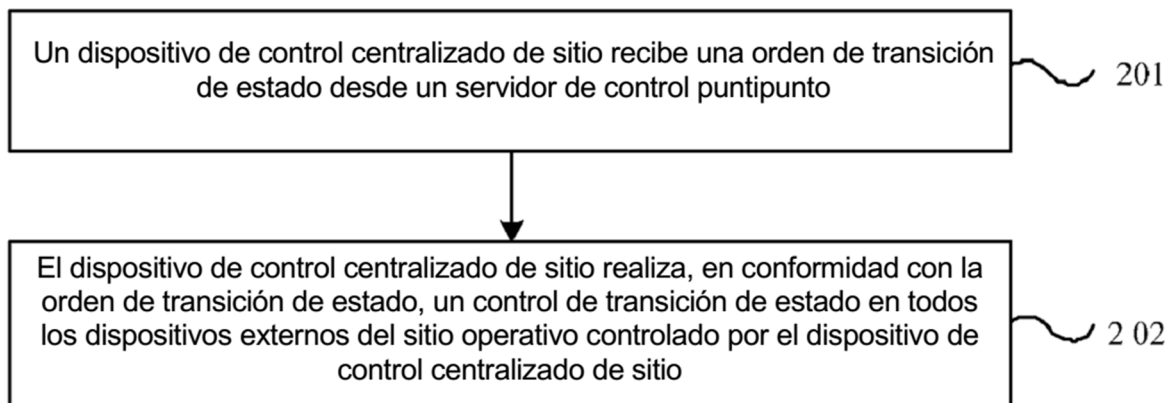 Un dispositivo de control centralizado de sitio recibe una orden de transición
de estado desde un servidor de control puntipunto
201
El dispositivo de control centralizado de sitio realiza, en conformidad con la
orden de transición de estado, un control de transición de estado en todos
los dispositivos externos del sitio operativo controlado por el dispositivo de
control centralizado de sitio
2 02